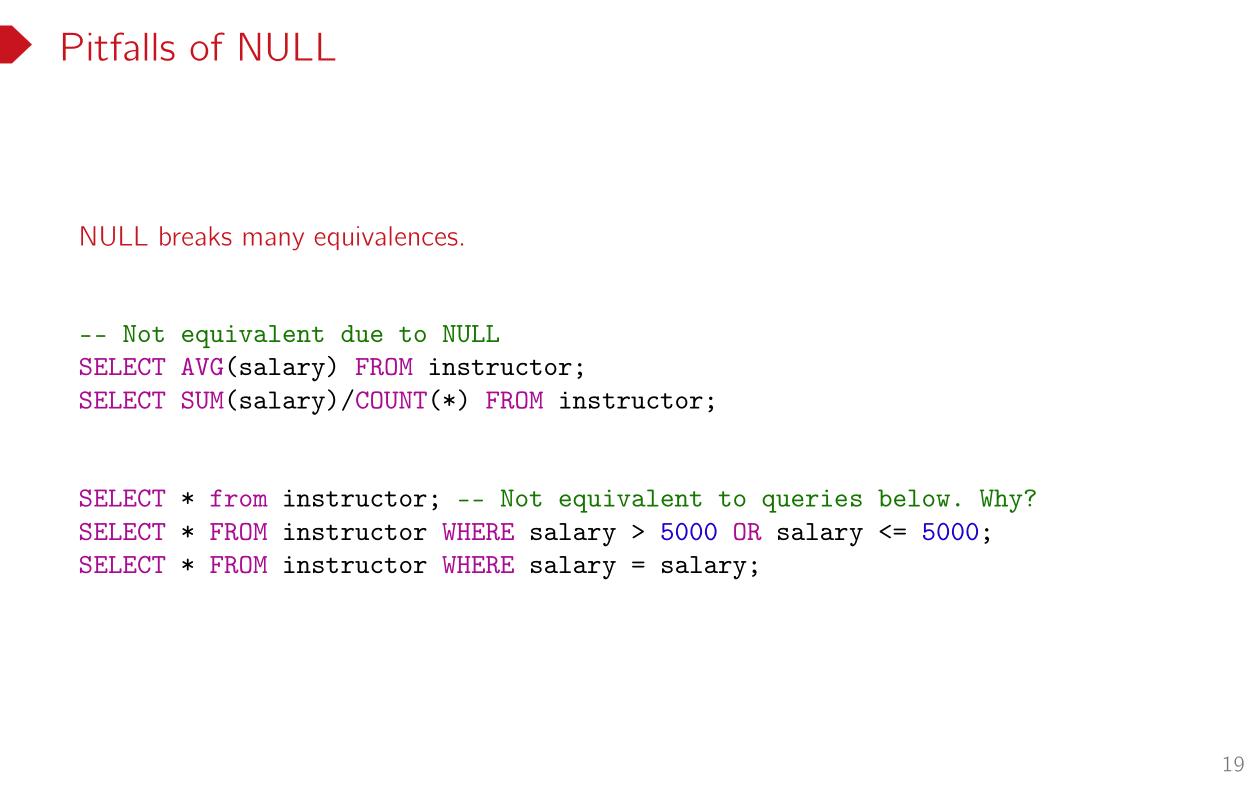 Pitfalls of NULL
NULL breaks many equivalences.
-- Not equivalent due to NULL
SELECT AVG(salary) FROM instructor;
SELECT SUM(salary)/COUNT(*) FROM instructor;
SELECT * from instructor; -- Not equivalent to queries below. Why?
SELECT * FROM instructor WHERE salary > 5000 OR salary <= 5000;
SELECT * FROM instructor WHERE salary = salary;
19